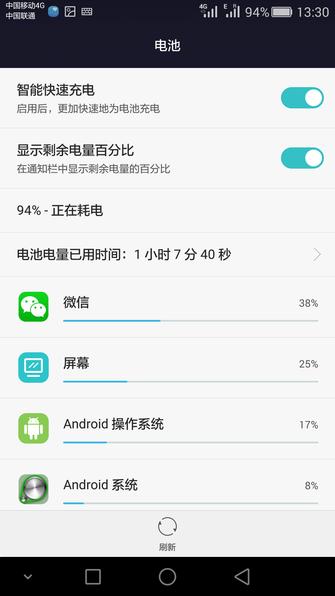 中国移动4G
中国联通
4G
E
H
94%
13:30
电池
智能快速充电
启用后，更加快速地为电池充电
显示剩余电量百分比
在通知栏中显示剩余电量的百分比
94% - 正在耗电
电池电量已用时间：1 小时 7 分 40 秒
微信
38%
屏幕
25%
Android 操作系统
17%
Android 系统
8%
刷新